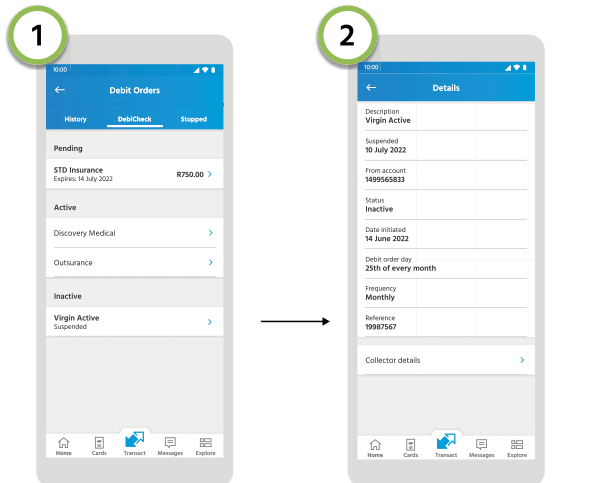 1
10:00
Debit Orders
History DebiCheck Stopped
Pending
STD Insurance
Expires: 14 July 2022
R750.00
Active
Discovery Medical
Outsurance
Inactive
Virgin Active
Suspended
Home Cards Transact Messages Explore
2
10:00
Details
Description
Virgin Active
Suspended
10 July 2022
From account
1499565833
Status
Inactive
Date initiated
14 June 2022
Debit order day
25th of every month
Frequency
Monthly
Reference
19987567
Collector details
Home Cards Transact Messages Explore